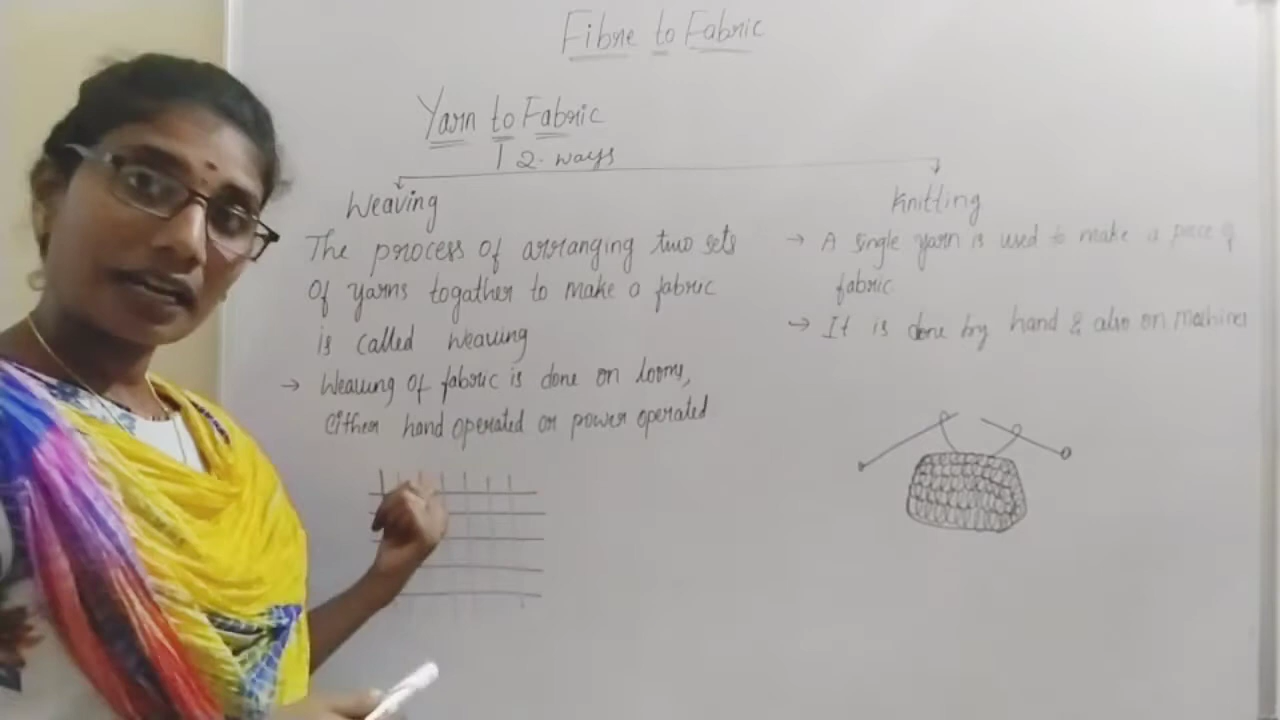 Fibre to Fabric
Yarn to Fabric
2. ways
Weaving
The process of arranging two sets
of yarns togather to make a fabric
is called weaving
→ Weaving of fabric is done on looms,
Either hand operated or power operated
Knitting
→ A single yarn is used to make a piece of
fabric
→ It is done by hand & also on machines